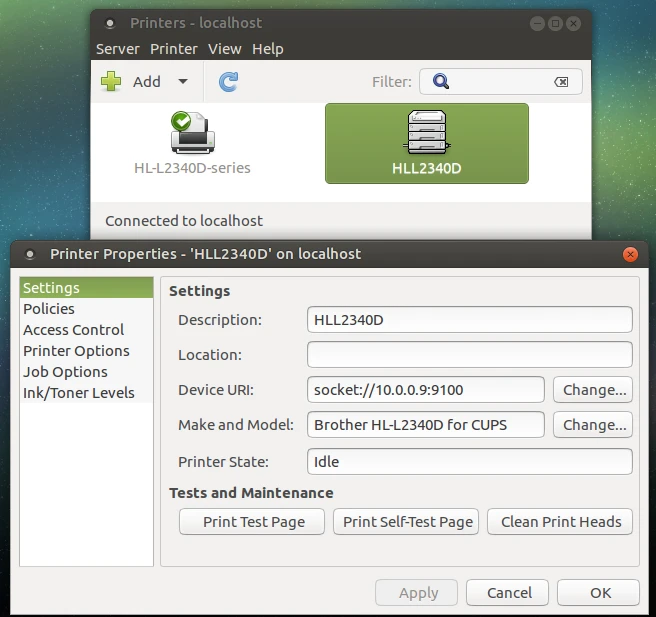 Printers - localhost
Server Printer View Help
Add Filter:
HL-L2340D-series HLL2340D
Connected to localhost
Printer Properties - 'HLL2340D' on localhost
Settings
Policies
Access Control
Printer Options
Job Options
Ink/Toner Levels
Settings
Description: HLL2340D
Location:
Device URI: socket://10.0.0.9:9100 Change...
Make and Model: Brother HL-L2340D for CUPS Change...
Printer State: Idle
Tests and Maintenance
Print Test Page Print Self-Test Page Clean Print Heads
Apply Cancel OK